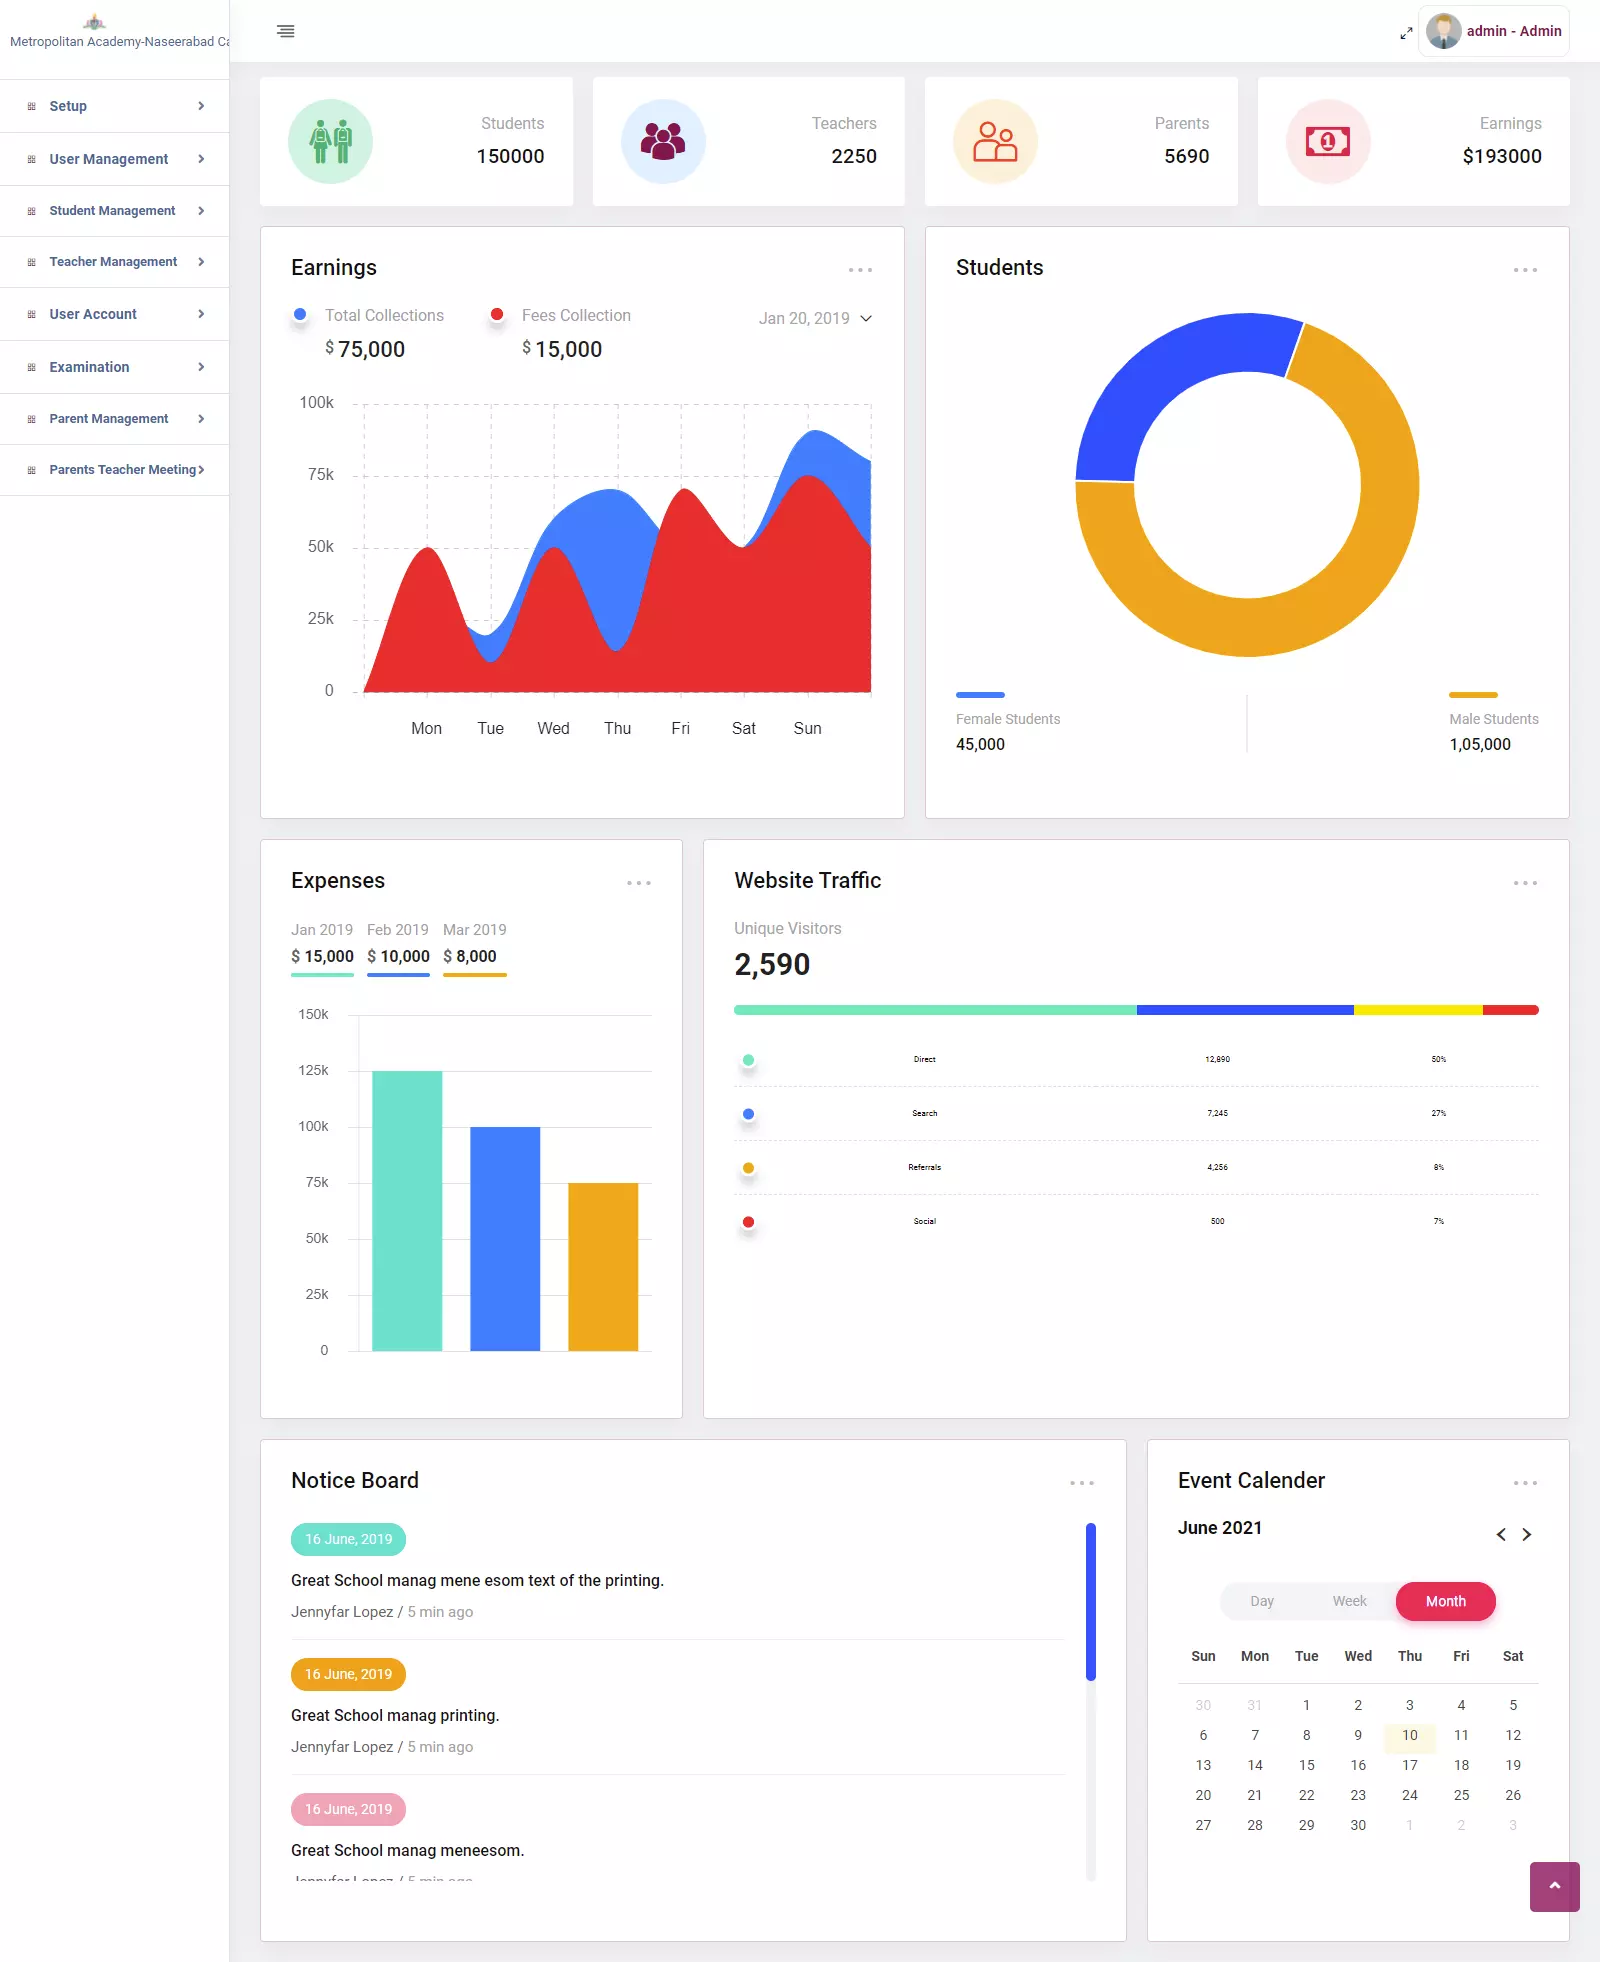 Metropolitan Academy-Naseerabad Ca
admin - Admin
Setup
User Management
Student Management
Teacher Management
User Account
Examination
Parent Management
Parents Teacher Meeting
Students
150000
Teachers
2250
Parents
5690
Earnings
$193000
Earnings
Total Collections
$ 75,000
Fees Collection
$ 15,000
Jan 20, 2019
100k
75k
50k
25k
0
Mon Tue Wed Thu Fri Sat Sun
Students
Female Students
45,000
Male Students
1,05,000
Expenses
Jan 2019 Feb 2019 Mar 2019
$ 15,000 $ 10,000 $ 8,000
150k
125k
100k
75k
50k
25k
0
Website Traffic
Unique Visitors
2,590
Direct 12,890 50%
Search 7,245 27%
Referrals 4,256 8%
Social 500 7%
Notice Board
16 June, 2019
Great School manag mene esom text of the printing.
Jennyfar Lopez / 5 min ago
16 June, 2019
Great School manag printing.
Jennyfar Lopez / 5 min ago
16 June, 2019
Great School manag meneesom.
Jennyfar Lopez / 5 min ago
Event Calender
June 2021
Day Week Month
Sun Mon Tue Wed Thu Fri Sat
30 31 1 2 3 4 5
6 7 8 9 10 11 12
13 14 15 16 17 18 19
20 21 22 23 24 25 26
27 28 29 30 1 2 3